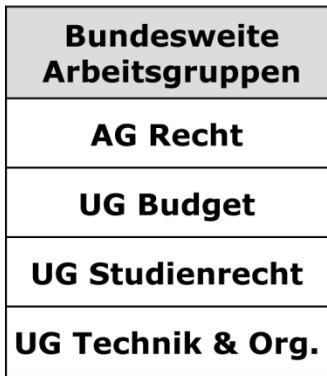 Bundesweite
Arbeitsgruppen
AG Recht
UG Budget
UG Studienrecht
UG Technik & Org.